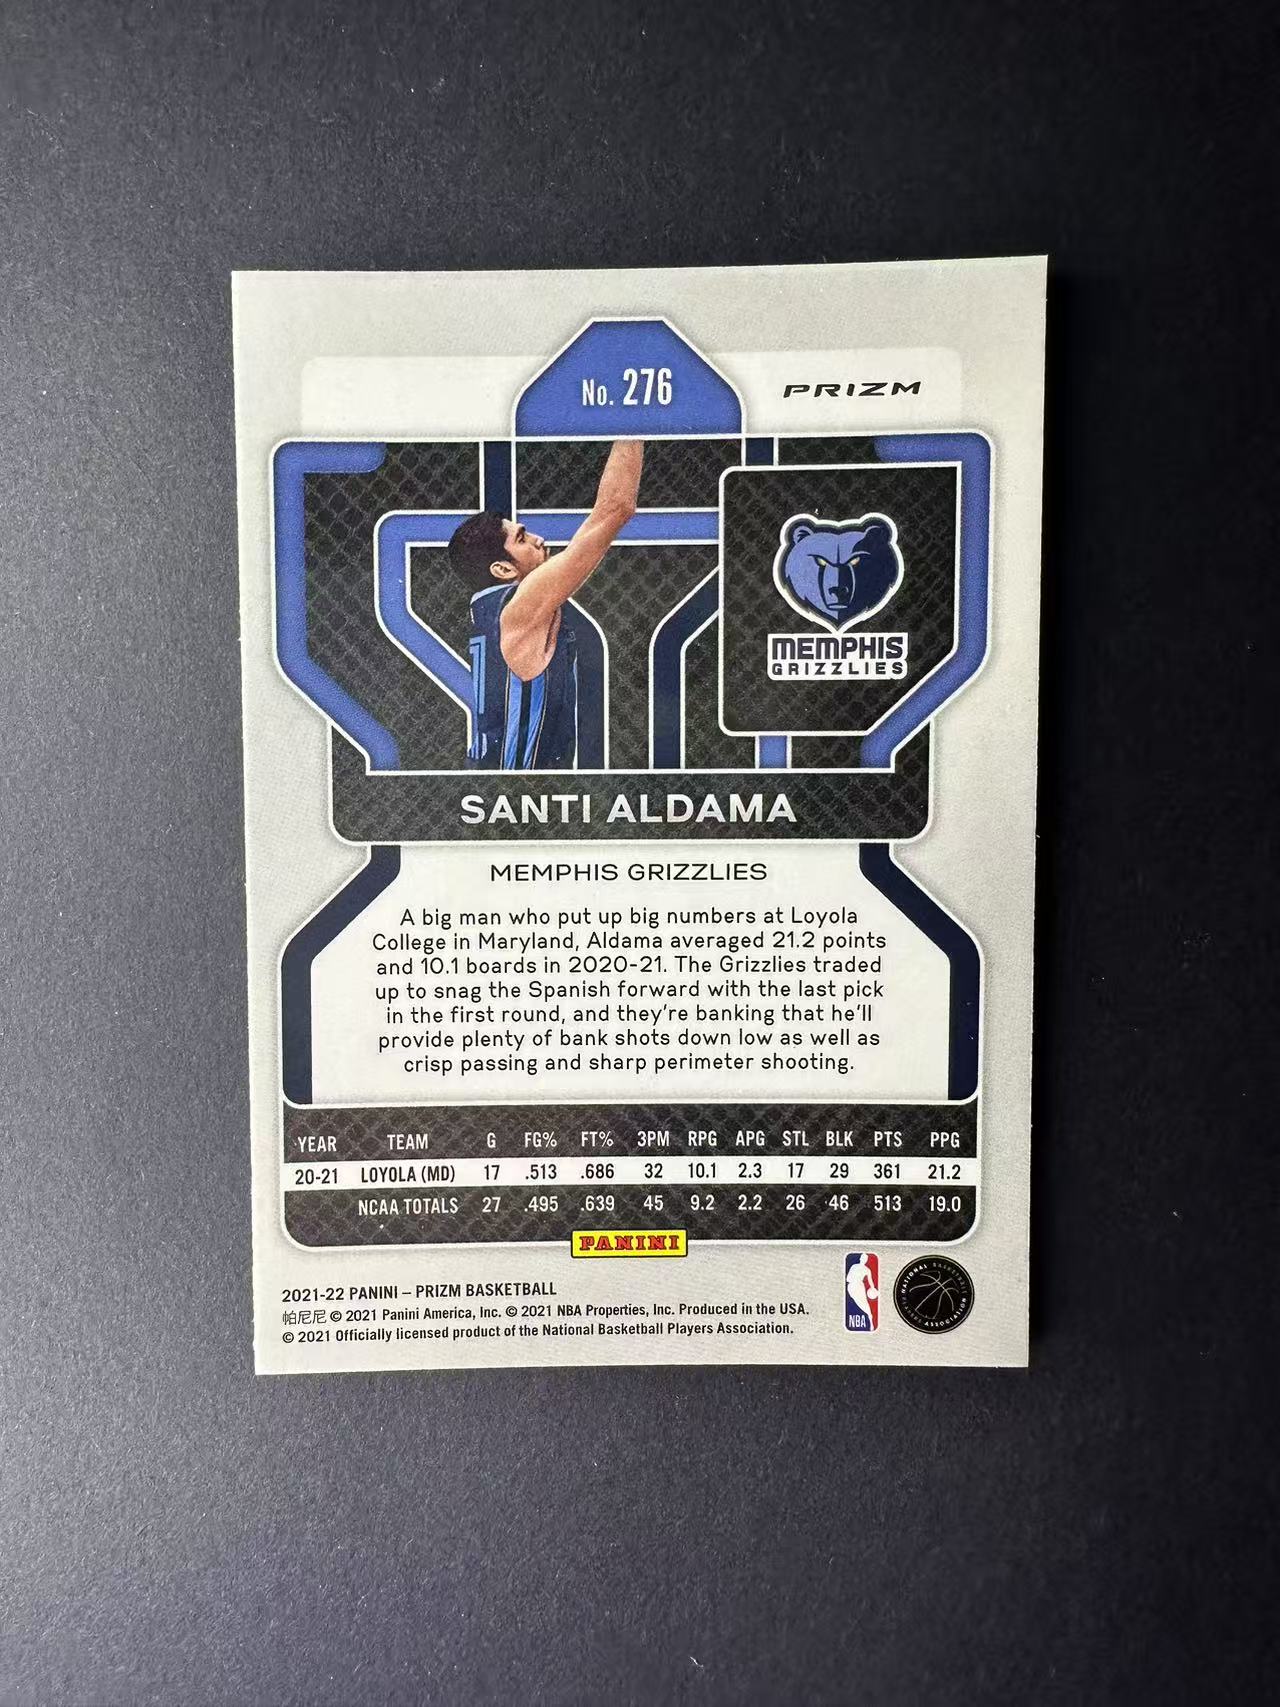 No. 276
PRIZM
MEMPHIS
GRIZZLIES
SANTI ALDAMA
MEMPHIS GRIZZLIES
A big man who put up big numbers at Loyola
College in Maryland, Aldama averaged 21.2 points
and 10.1 boards in 2020-21. The Grizzlies traded
up to snag the Spanish forward with the last pick
in the first round, and they're banking that he'll
provide plenty of bank shots down low as well as
crisp passing and sharp perimeter shooting.
YEAR TEAM G FG% FT% 3PM RPG APG STL BLK PTS PPG
20-21 LOYOLA (MD) 17 .513 .686 32 10.1 2.3 17 29 361 21.2
NCAA TOTALS 27 .495 .639 45 9.2 2.2 26 46 513 19.0
PANINI
2021-22 PANINI – PRIZM BASKETBALL
帕尼尼 © 2021 Panini America, Inc. © 2021 NBA Properties, Inc. Produced in the USA.
© 2021 Officially licensed product of the National Basketball Players Association.
NBA
NATIONAL BASKETBALL PLAYERS ASSOCIATION